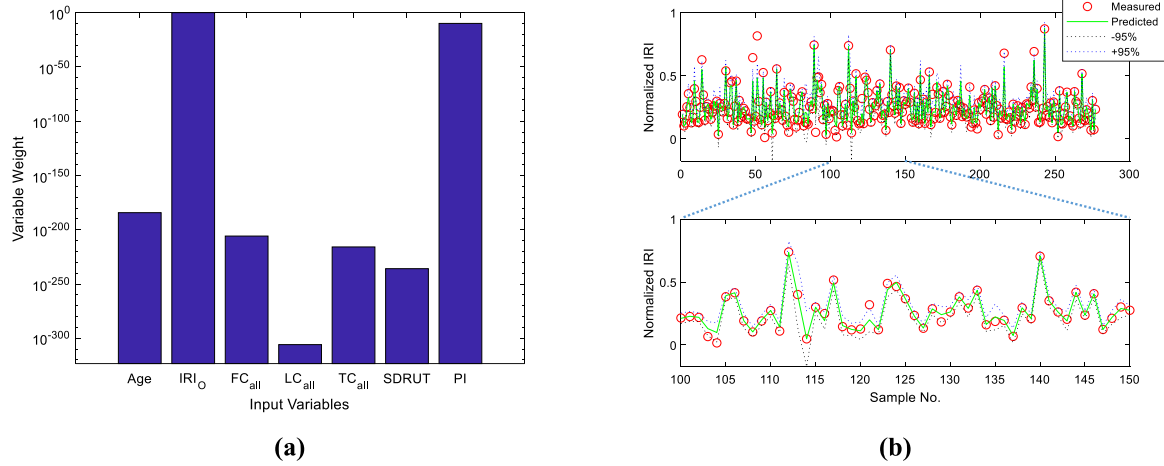 10^0
10^-50
10^-100
10^-150
10^-200
10^-250
10^-300
Variable Weight
Age IRI_O FC_all LC_all TC_all SDRUT PI
Input Variables
(a)
Measured
Predicted
-95%
+95%
1
0.5
0
Normalized IRI
0 50 100 150 200 250 300
1
0.5
0
Normalized IRI
100 105 110 115 120 125 130 135 140 145 150
Sample No.
(b)